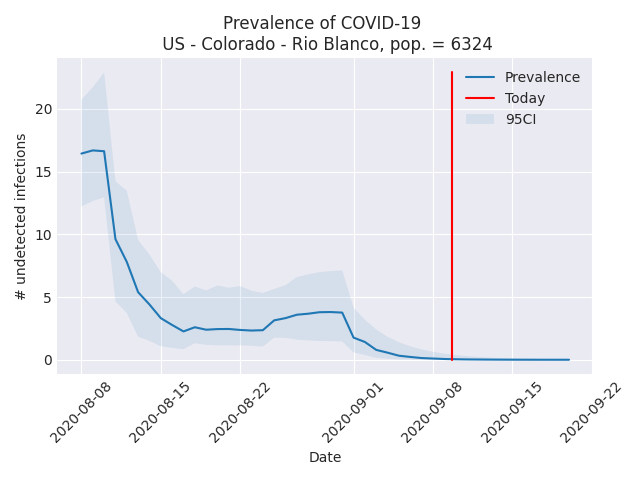 Prevalence of COVID-19
US - Colorado - Rio Blanco, pop. = 6324
Prevalence
Today
95CI
# undetected infections
20
15
10
5
0
2020-08-08
2020-08-15
2020-08-22
2020-09-01
2020-09-08
2020-09-15
2020-09-22
Date